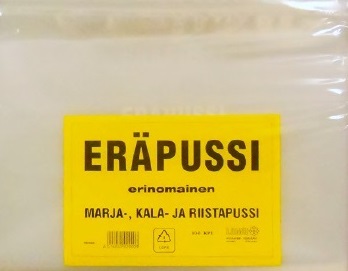 ERÄPUSSI
erinomainen
MARJA-, KALA- JA RIISTAPUSSI